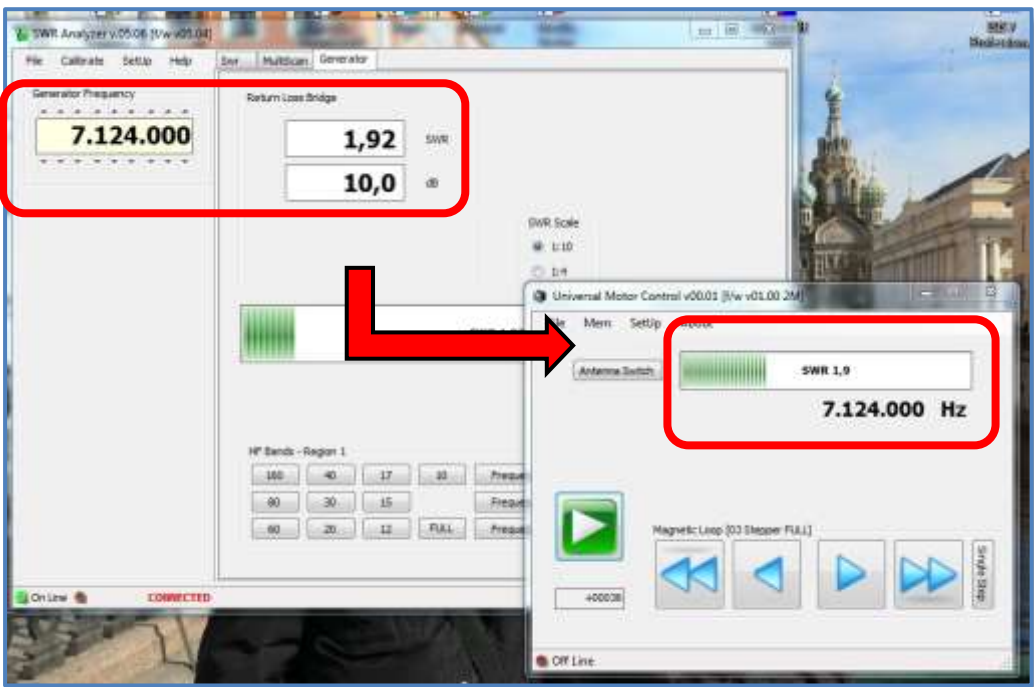 SWR Analyzer v.05.06 [f/w v05.04]
File Calibrate SetUp Help
Swr MultiScan Generator
Generator Frequency
7.124.000
Return Loss Bridge
1,92 SWR
10,0 dB
SWR Scale
1:10
1:4
HF Bands - Region 1
160 40 17 10
80 30 15
60 20 12 FULL
On Line CONNECTED
Universal Motor Control v00.01 [f/w v01.00 2M]
Mem SetUp About
Antenna Switch
SWR 1,9
7.124.000 Hz
Magnetic Loop [03 Stepper FULL]
Single Step
+00038
Off Line